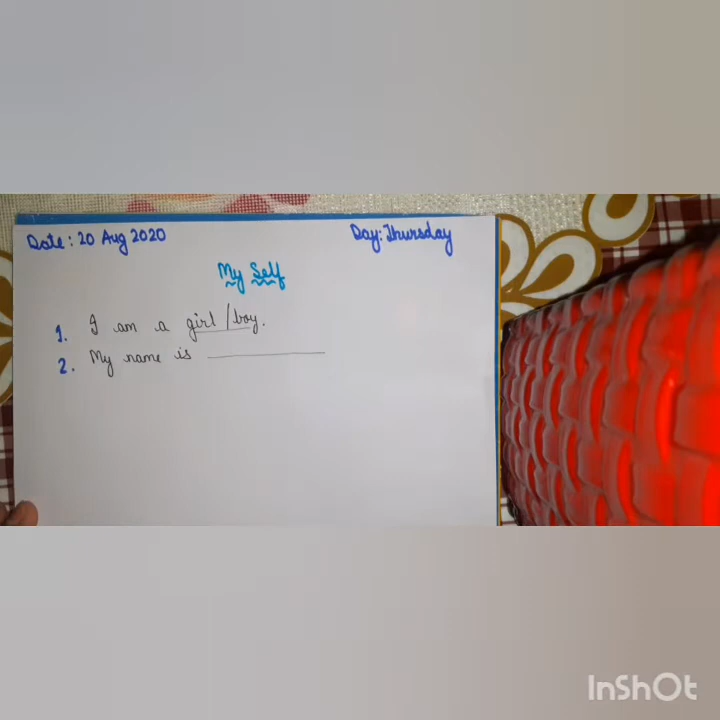 Date: 20 Aug 2020 Day: Thursday
My Self
1. I am a girl/boy.
2. My name is ___________
InShOt